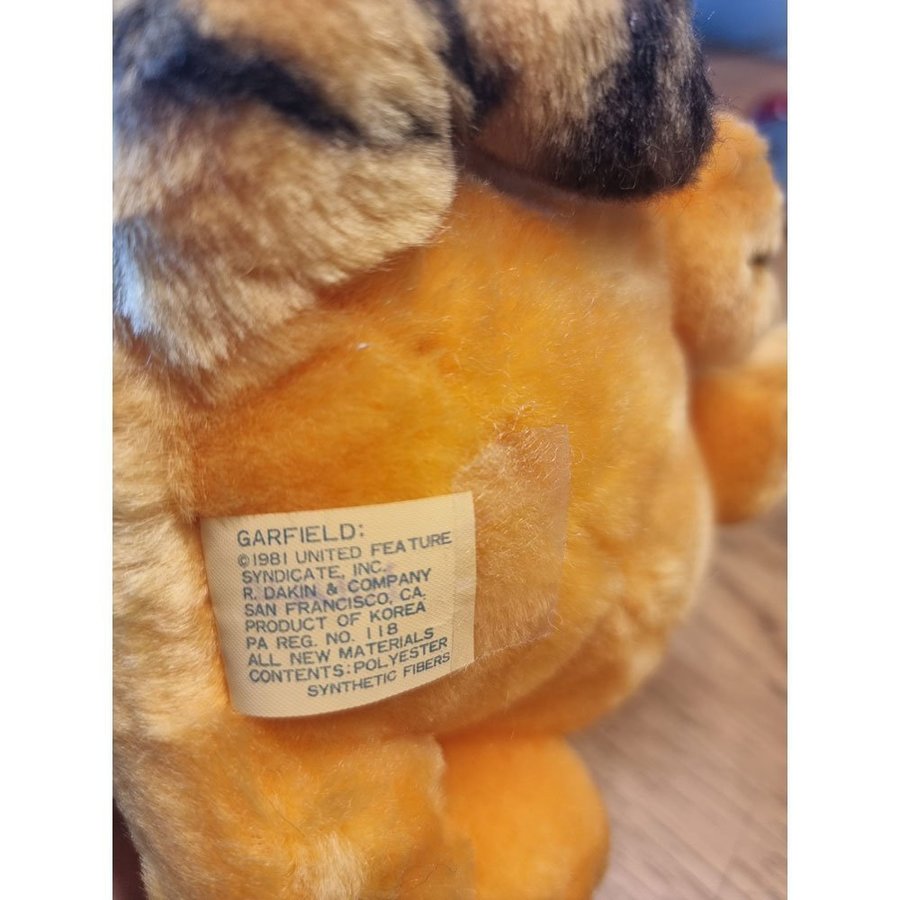 GARFIELD:
©1981 UNITED FEATURE
SYNDICATE, INC.
R. DAKIN & COMPANY
SAN FRANCISCO, CA.
PRODUCT OF KOREA
PA REG. NO. 118
ALL NEW MATERIALS
CONTENTS: POLYESTER
SYNTHETIC FIBERS